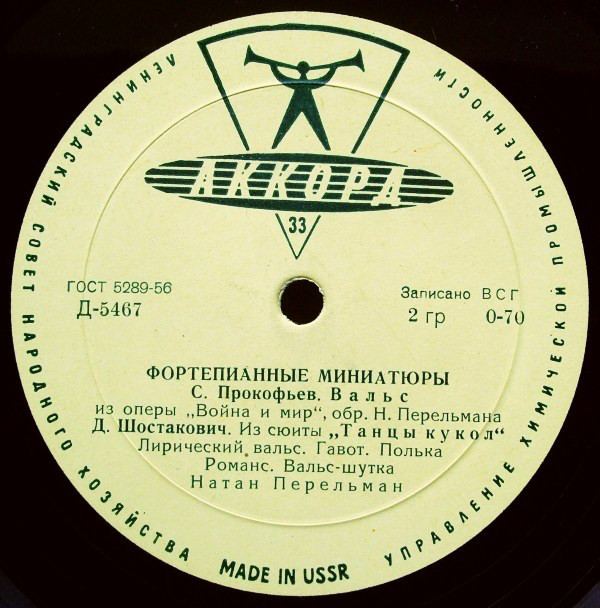 ЛЕНИНГРАДСКИЙ СОВЕТ НАРОДНОГО ХОЗЯЙСТВА
УПРАВЛЕНИЕ ХИМИЧЕСКОЙ ПРОМЫШЛЕННОСТИ
АККОРД
33
ГОСТ 5289-56
Д-5467
Записано ВСГ
2 гр 0-70
ФОРТЕПИАННЫЕ МИНИАТЮРЫ
С. Прокофьев. Вальс
из оперы „Война и мир", обр. Н. Перельмана
Д. Шостакович. Из сюиты „Танцы кукол"
Лирический вальс. Гавот. Полька
Романс. Вальс-шутка
Натан Перельман
MADE IN USSR